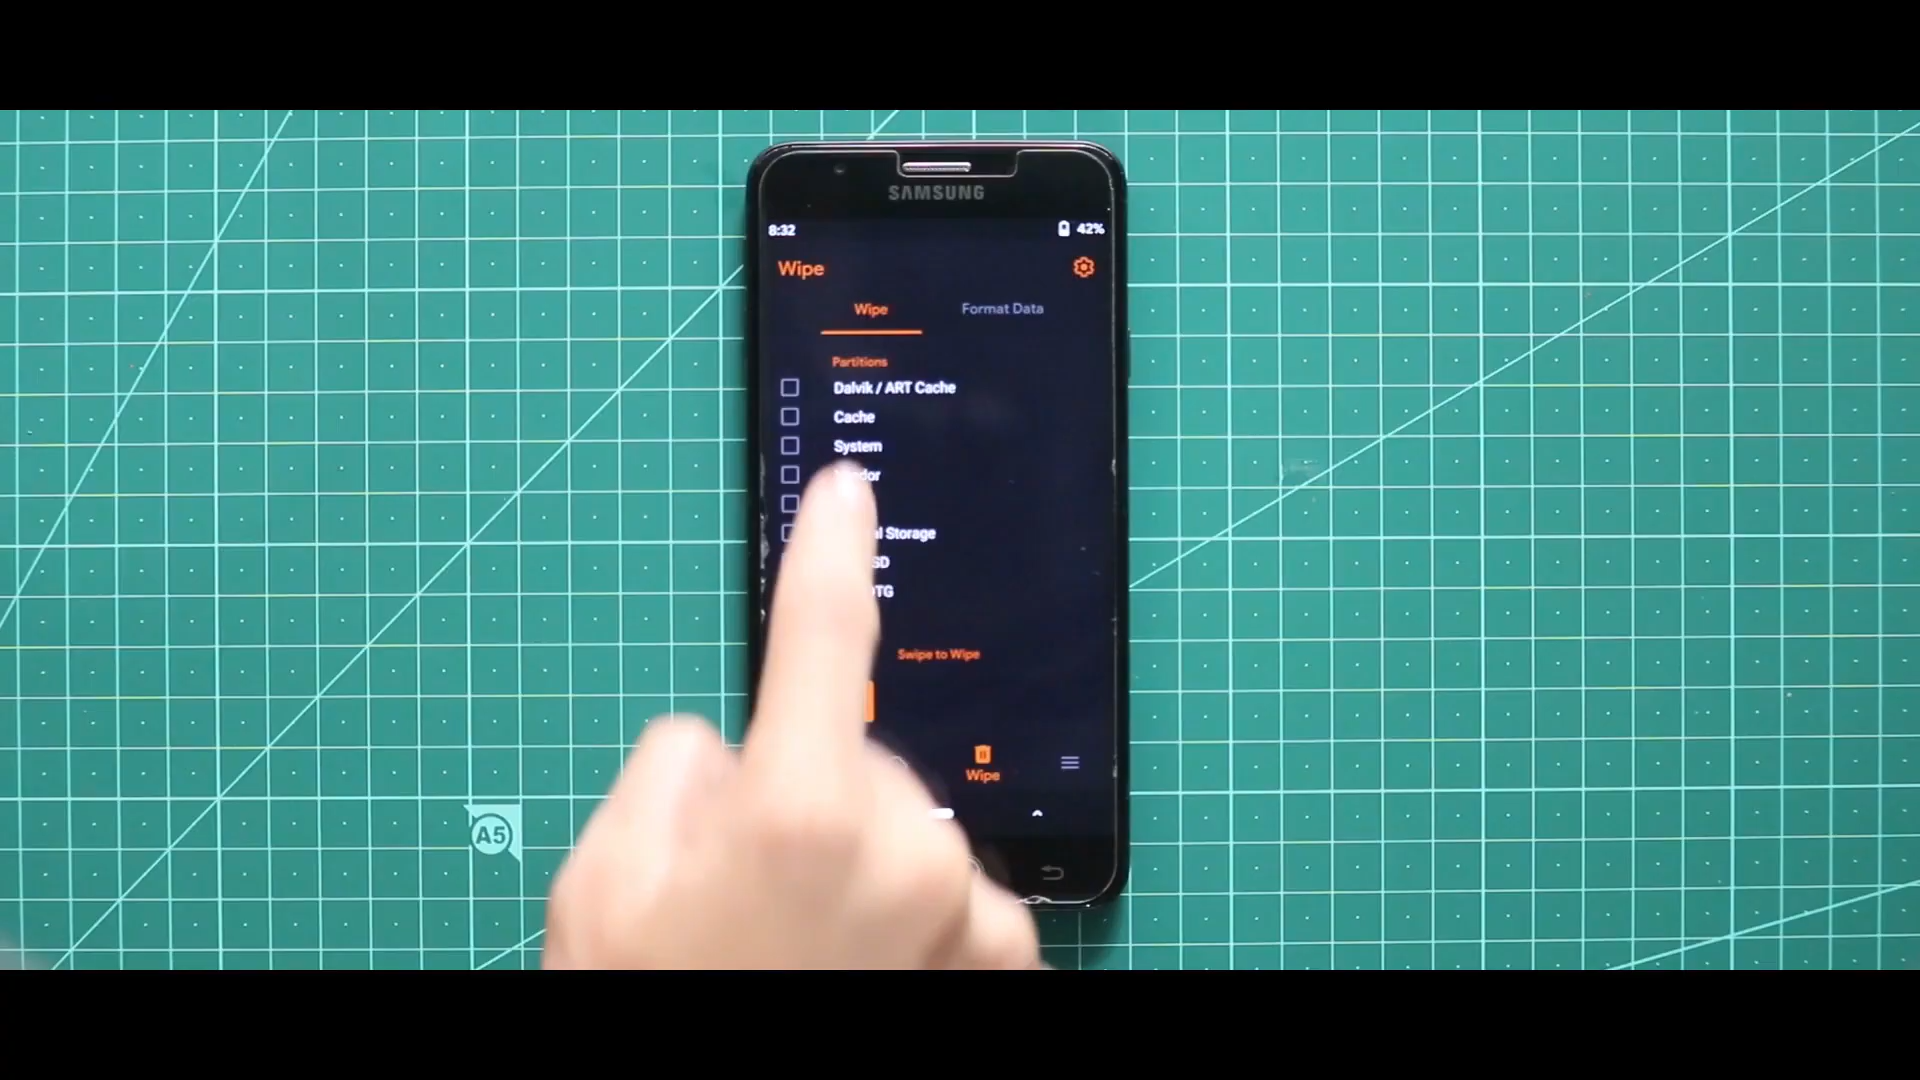 SAMSUNG
8:32
42%
Wipe
Wipe
Format Data
Partitions
Dalvik / ART Cache
Cache
System
Storage
Swipe to Wipe
Wipe
A5